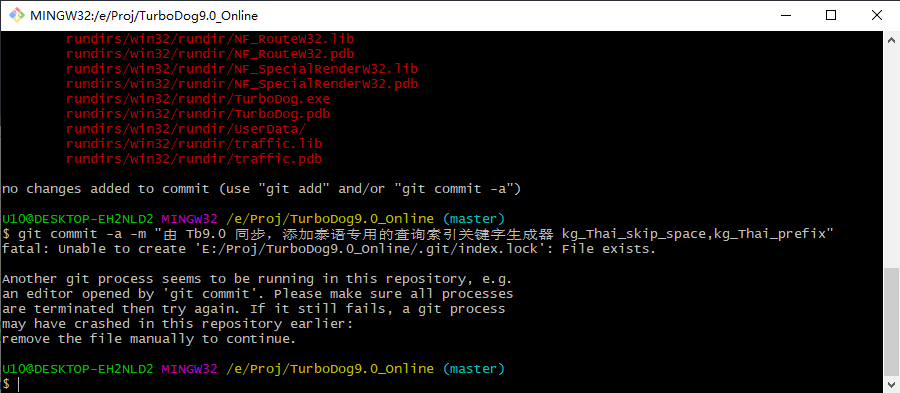 MINGW32:/e/Proj/TurboDog9.0_Online
rundirs/win32/rundir/NF_RouteW32.lib
rundirs/win32/rundir/NF_RouteW32.pdb
rundirs/win32/rundir/NF_SpecialRenderW32.lib
rundirs/win32/rundir/NF_SpecialRenderW32.pdb
rundirs/win32/rundir/TurboDog.exe
rundirs/win32/rundir/TurboDog.pdb
rundirs/win32/rundir/UserData/
rundirs/win32/rundir/traffic.lib
rundirs/win32/rundir/traffic.pdb
no changes added to commit (use "git add" and/or "git commit -a")
U10@DESKTOP-EH2NLD2 MINGW32 /e/Proj/TurboDog9.0_Online (master)
$ git commit -a -m "由 Tb9.0 同步，添加泰语专用的查询索引关键字生成器 kg_Thai_skip_space,kg_Thai_prefix"
fatal: Unable to create 'E:/Proj/TurboDog9.0_Online/.git/index.lock': File exists.
Another git process seems to be running in this repository, e.g.
an editor opened by 'git commit'. Please make sure all processes
are terminated then try again. If it still fails, a git process
may have crashed in this repository earlier:
remove the file manually to continue.
U10@DESKTOP-EH2NLD2 MINGW32 /e/Proj/TurboDog9.0_Online (master)
$